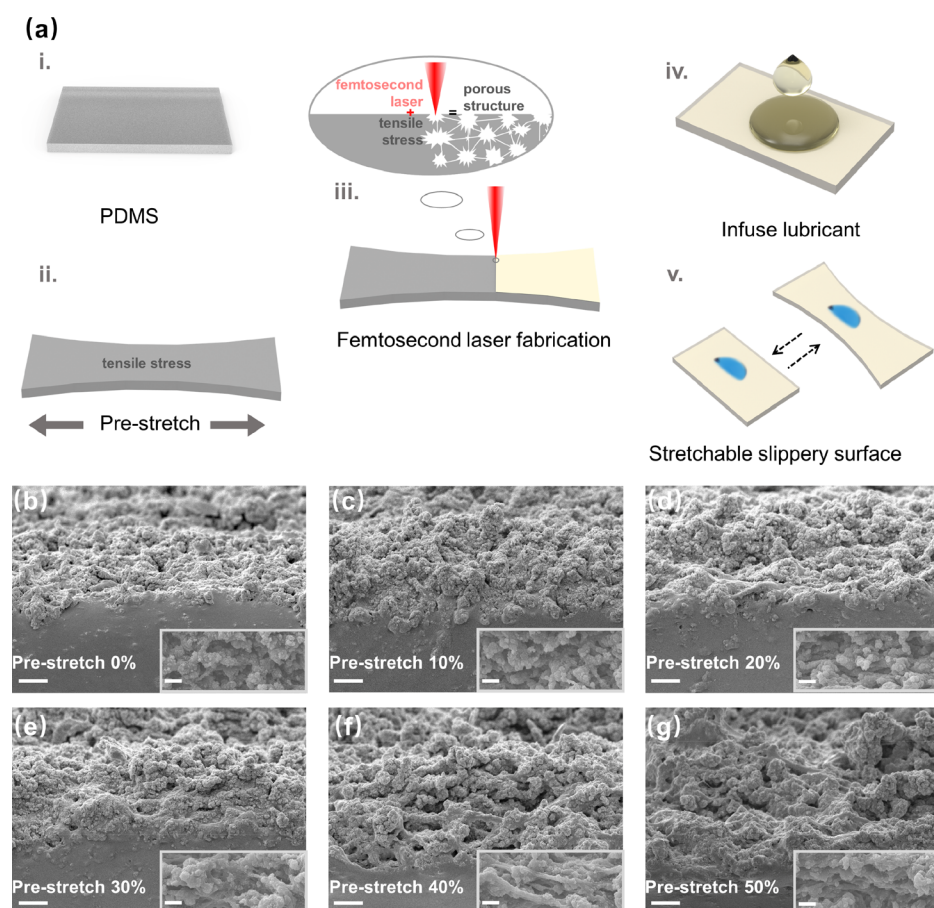 (a)
i.
PDMS
ii.
tensile stress
Pre-stretch
femtosecond
laser
+
tensile
stress
=
porous
structure
iii.
Femtosecond laser fabrication
iv.
Infuse lubricant
v.
Stretchable slippery surface
(b)
Pre-stretch 0%
(c)
Pre-stretch 10%
(d)
Pre-stretch 20%
(e)
Pre-stretch 30%
(f)
Pre-stretch 40%
(g)
Pre-stretch 50%